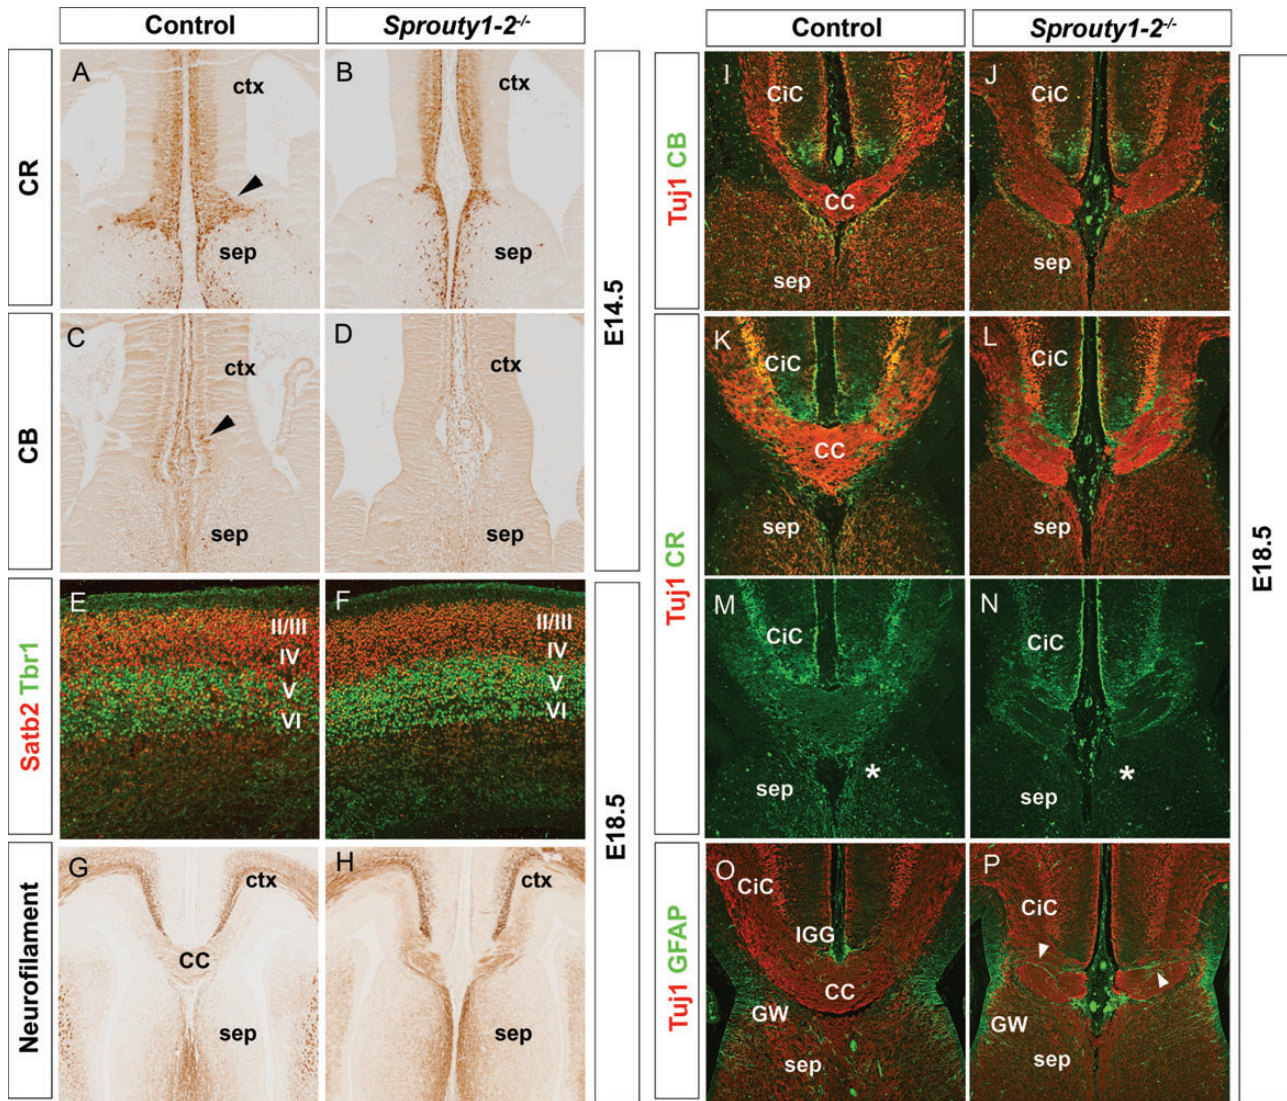 Control
Sprouty1-2-/-
CR
A
ctx
sep
B
ctx
sep
E14.5
CB
C
ctx
sep
D
ctx
sep
Satb2 Tbr1
E
II/III
IV
V
VI
F
II/III
IV
V
VI
E18.5
Neurofilament
G
ctx
CC
sep
H
ctx
sep
Control
Sprouty1-2-/-
Tuj1 CB
I
CiC
CC
sep
J
CiC
sep
E18.5
Tuj1 CR
K
CiC
CC
sep
L
CiC
sep
M
CiC
*
sep
N
CiC
*
sep
Tuj1 GFAP
O
CiC
IGG
CC
GW
sep
P
CiC
GW
sep